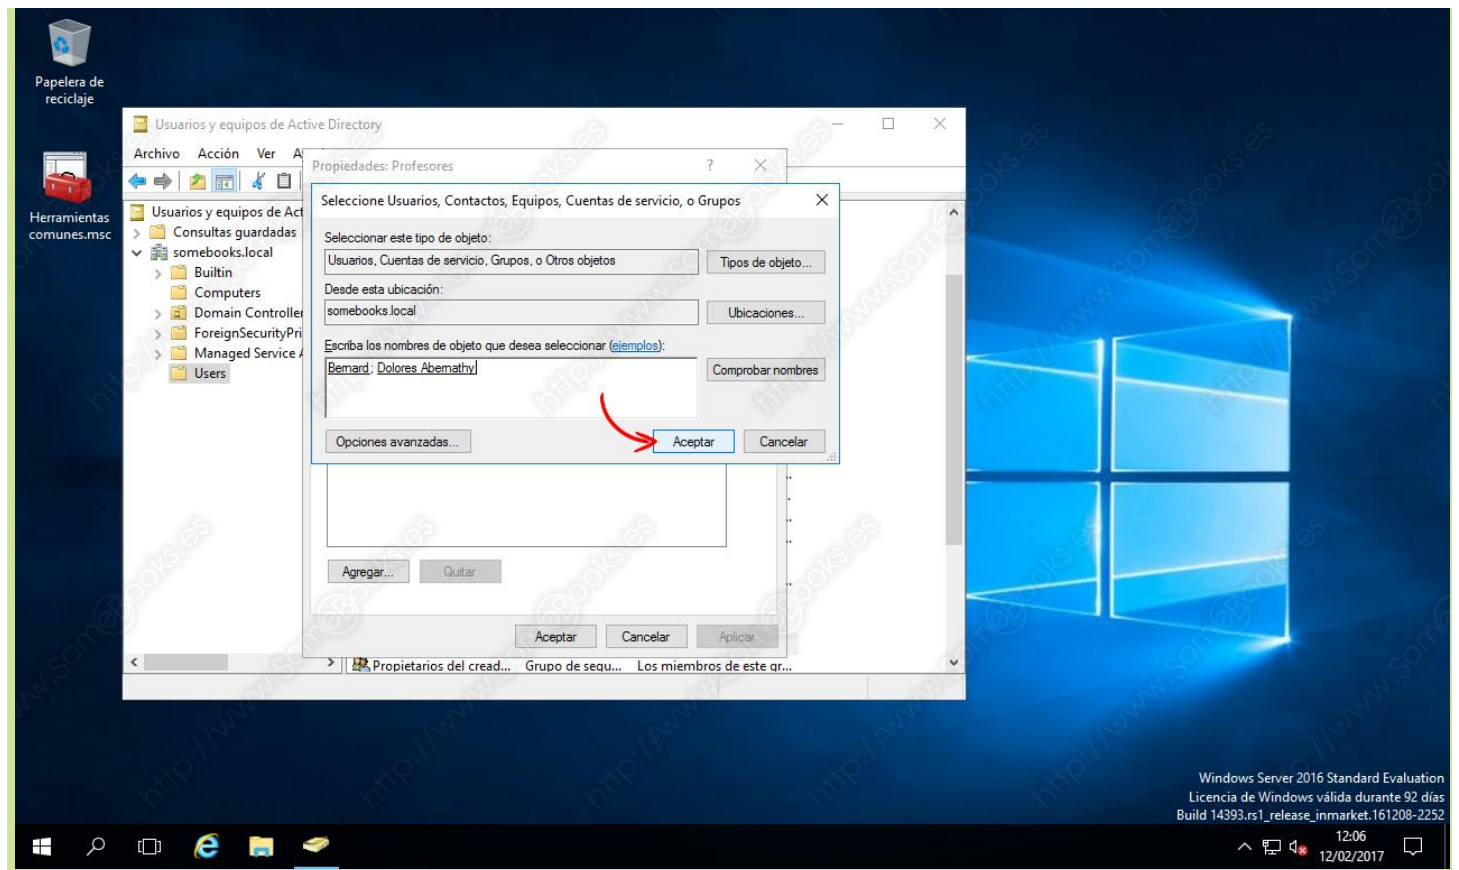 Papelera de
reciclaje
Herramientas
comunes.msc
Usuarios y equipos de Active Directory
Archivo Acción Ver A
Propiedades: Profesores ?
Usuarios y equipos de Act
Consultas guardadas
somebooks.local
Builtin
Computers
Domain Controller
ForeignSecurityPri
Managed Service A
Users
Seleccione Usuarios, Contactos, Equipos, Cuentas de servicio, o Grupos
Seleccionar este tipo de objeto:
Usuarios, Cuentas de servicio, Grupos, o Otros objetos
Tipos de objeto...
Desde esta ubicación:
somebooks.local
Ubicaciones...
Escriba los nombres de objeto que desea seleccionar (ejemplos):
Bernard; Dolores Abernathy
Comprobar nombres
Opciones avanzadas...
Aceptar
Cancelar
Agregar...
Quitar
Aceptar
Cancelar
Aplicar
Propietarios del cread... Grupo de segu... Los miembros de este gr...
Windows Server 2016 Standard Evaluation
Licencia de Windows válida durante 92 días
Build 14393.rs1_release_inmarket.161208-2252
12:06
12/02/2017
http://www.SomeBooks.es